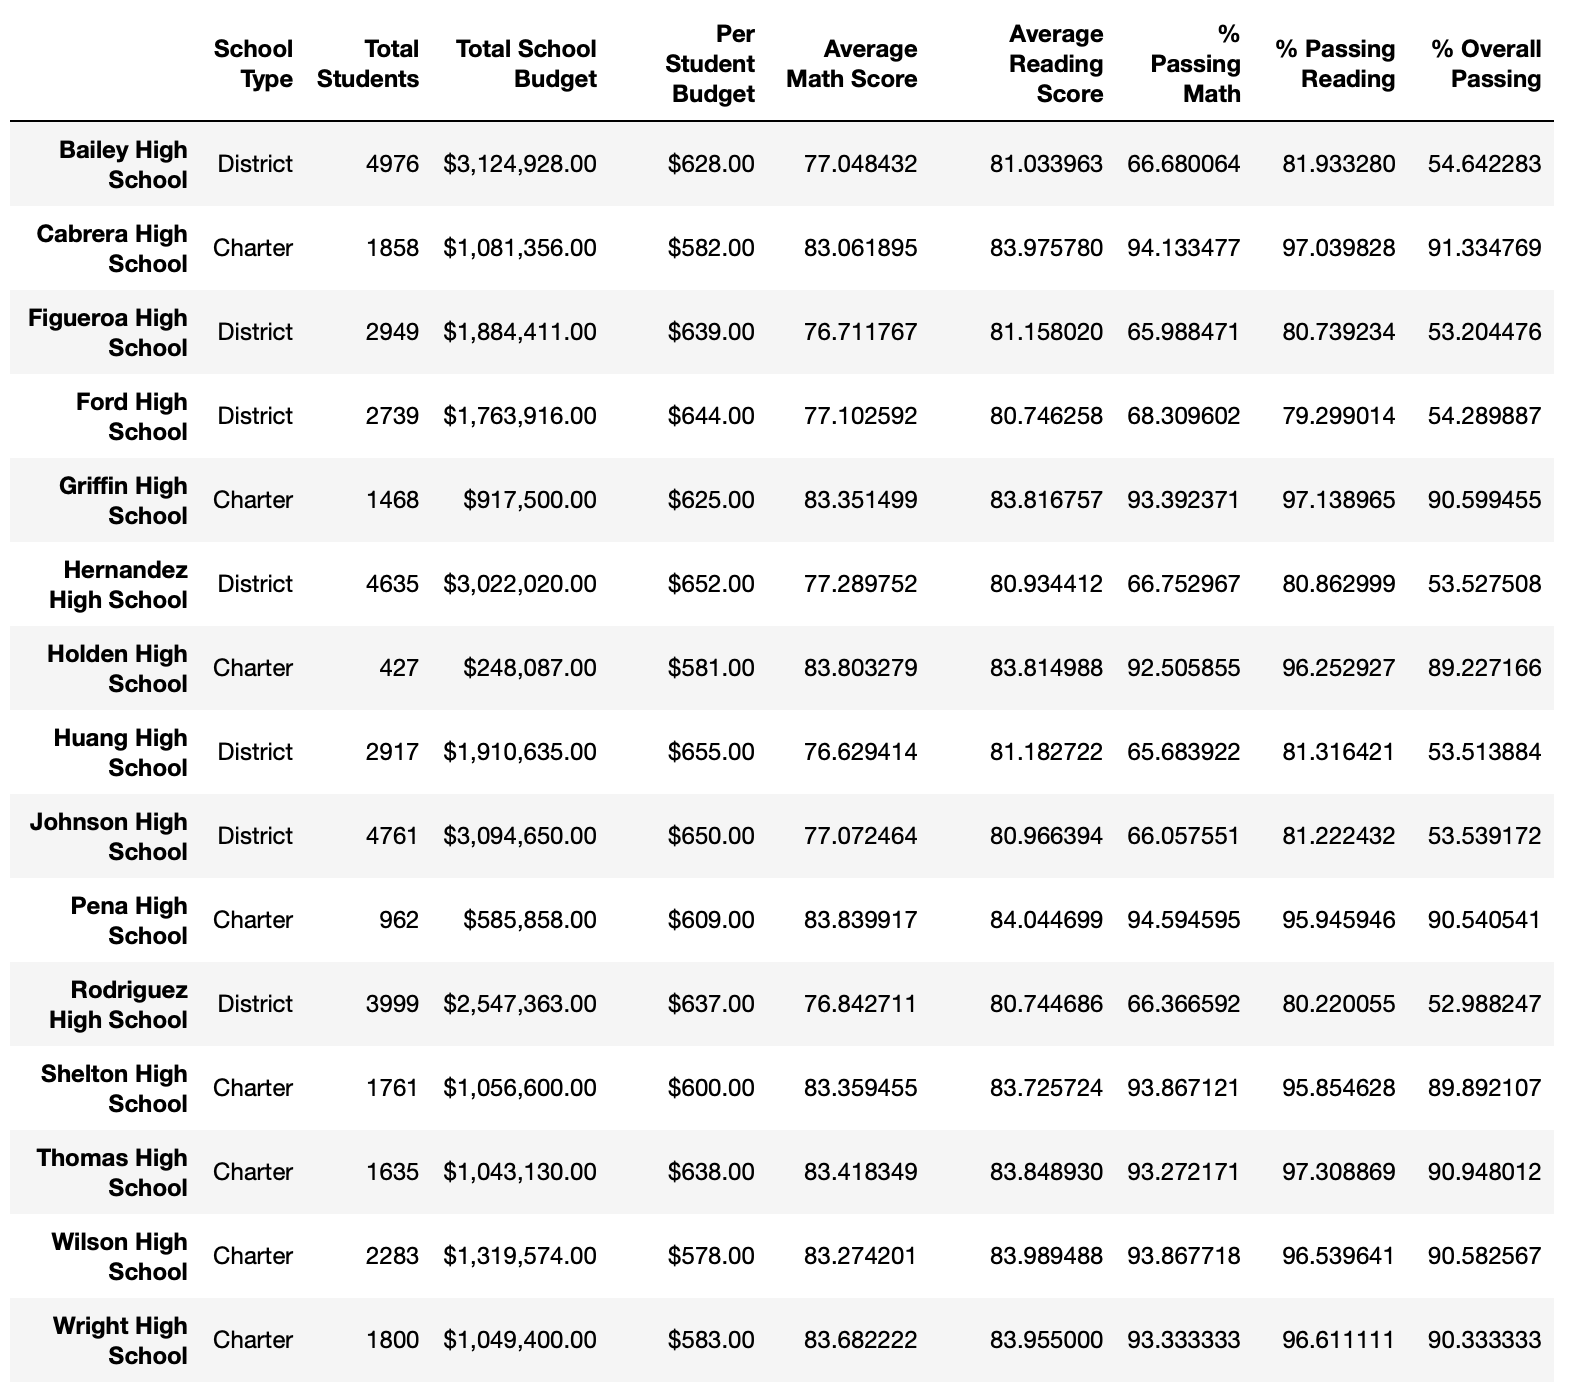 School Type Total Students Total School Budget Per Student Budget Average Math Score Average Reading Score % Passing Math % Passing Reading % Overall Passing
Bailey High School District 4976 $3,124,928.00 $628.00 77.048432 81.033963 66.680064 81.933280 54.642283
Cabrera High School Charter 1858 $1,081,356.00 $582.00 83.061895 83.975780 94.133477 97.039828 91.334769
Figueroa High School District 2949 $1,884,411.00 $639.00 76.711767 81.158020 65.988471 80.739234 53.204476
Ford High School District 2739 $1,763,916.00 $644.00 77.102592 80.746258 68.309602 79.299014 54.289887
Griffin High School Charter 1468 $917,500.00 $625.00 83.351499 83.816757 93.392371 97.138965 90.599455
Hernandez High School District 4635 $3,022,020.00 $652.00 77.289752 80.934412 66.752967 80.862999 53.527508
Holden High School Charter 427 $248,087.00 $581.00 83.803279 83.814988 92.505855 96.252927 89.227166
Huang High School District 2917 $1,910,635.00 $655.00 76.629414 81.182722 65.683922 81.316421 53.513884
Johnson High School District 4761 $3,094,650.00 $650.00 77.072464 80.966394 66.057551 81.222432 53.539172
Pena High School Charter 962 $585,858.00 $609.00 83.839917 84.044699 94.594595 95.945946 90.540541
Rodriguez High School District 3999 $2,547,363.00 $637.00 76.842711 80.744686 66.366592 80.220055 52.988247
Shelton High School Charter 1761 $1,056,600.00 $600.00 83.359455 83.725724 93.867121 95.854628 89.892107
Thomas High School Charter 1635 $1,043,130.00 $638.00 83.418349 83.848930 93.272171 97.308869 90.948012
Wilson High School Charter 2283 $1,319,574.00 $578.00 83.274201 83.989488 93.867718 96.539641 90.582567
Wright High School Charter 1800 $1,049,400.00 $583.00 83.682222 83.955000 93.333333 96.611111 90.333333